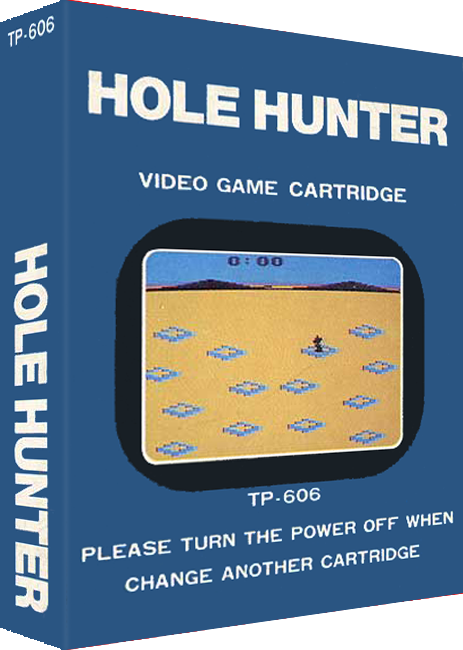 TP-606
HOLE HUNTER
HOLE HUNTER
VIDEO GAME CARTRIDGE
0:00
TP-606
PLEASE TURN THE POWER OFF WHEN
CHANGE ANOTHER CARTRIDGE